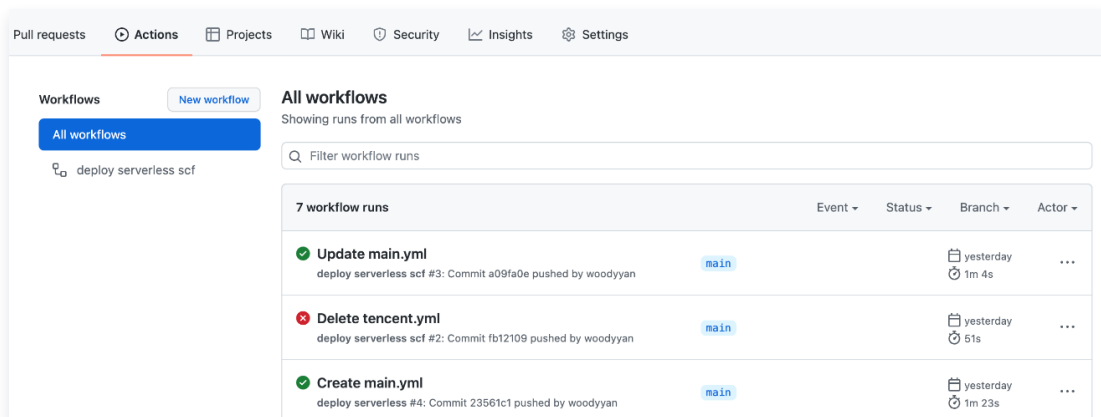 Pull requests Actions Projects Wiki Security Insights Settings
Workflows New workflow
All workflows
deploy serverless scf
All workflows
Showing runs from all workflows
Filter workflow runs
7 workflow runs Event Status Branch Actor
Update main.yml
deploy serverless scf #3: Commit a09fa0e pushed by woodyyan
main
yesterday
1m 4s
Delete tencent.yml
deploy serverless scf #2: Commit fb12109 pushed by woodyyan
main
yesterday
51s
Create main.yml
deploy serverless #4: Commit 23561c1 pushed by woodyyan
main
yesterday
1m 23s